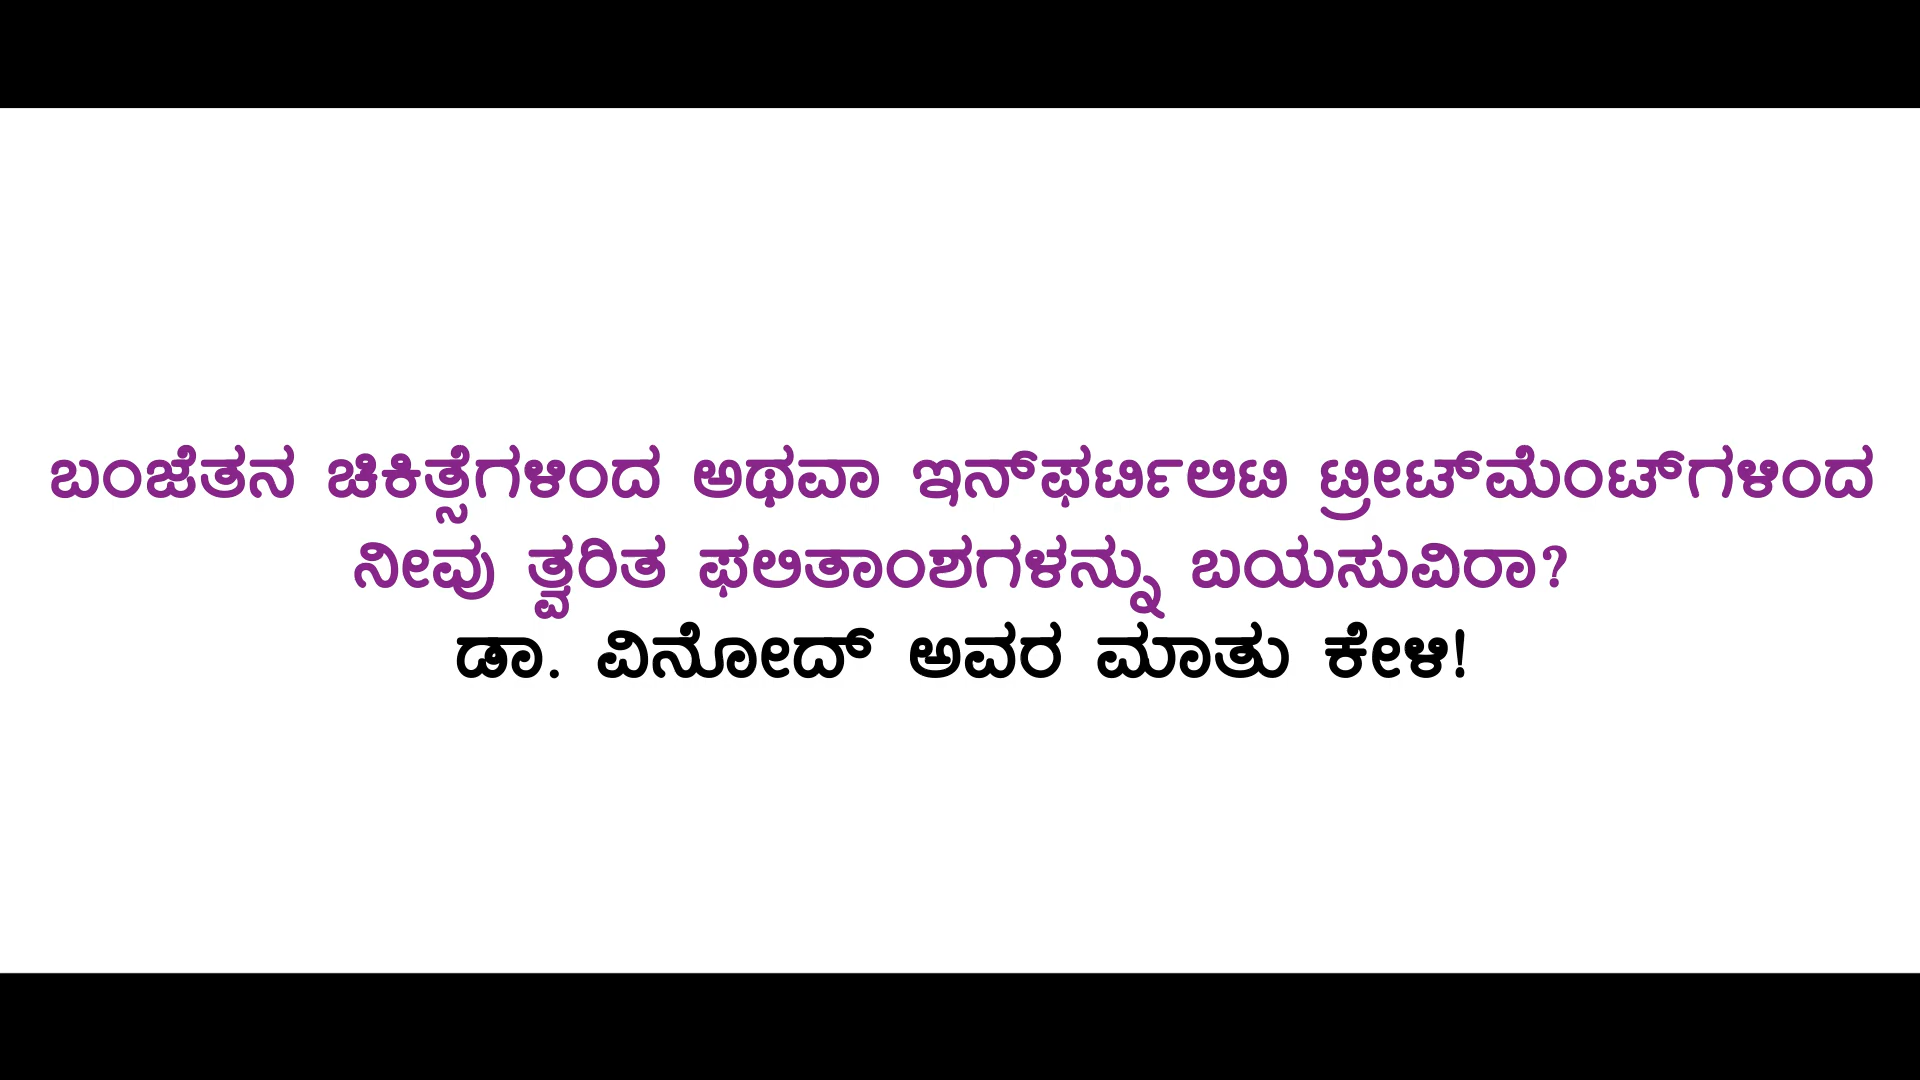 ಬಂಜೆತನ ಚಿಕಿತ್ಸೆಗಳಿಂದ ಅಥವಾ ಇನ್‌ಫರ್ಟಿಲಿಟಿ ಟ್ರೀಟ್‌ಮೆಂಟ್‌ಗಳಿಂದ
ನೀವು ತ್ವರಿತ ಫಲಿತಾಂಶಗಳನ್ನು ಬಯಸುವಿರಾ?
ಡಾ. ವಿನೋದ್ ಅವರ ಮಾತು ಕೇಳಿ!